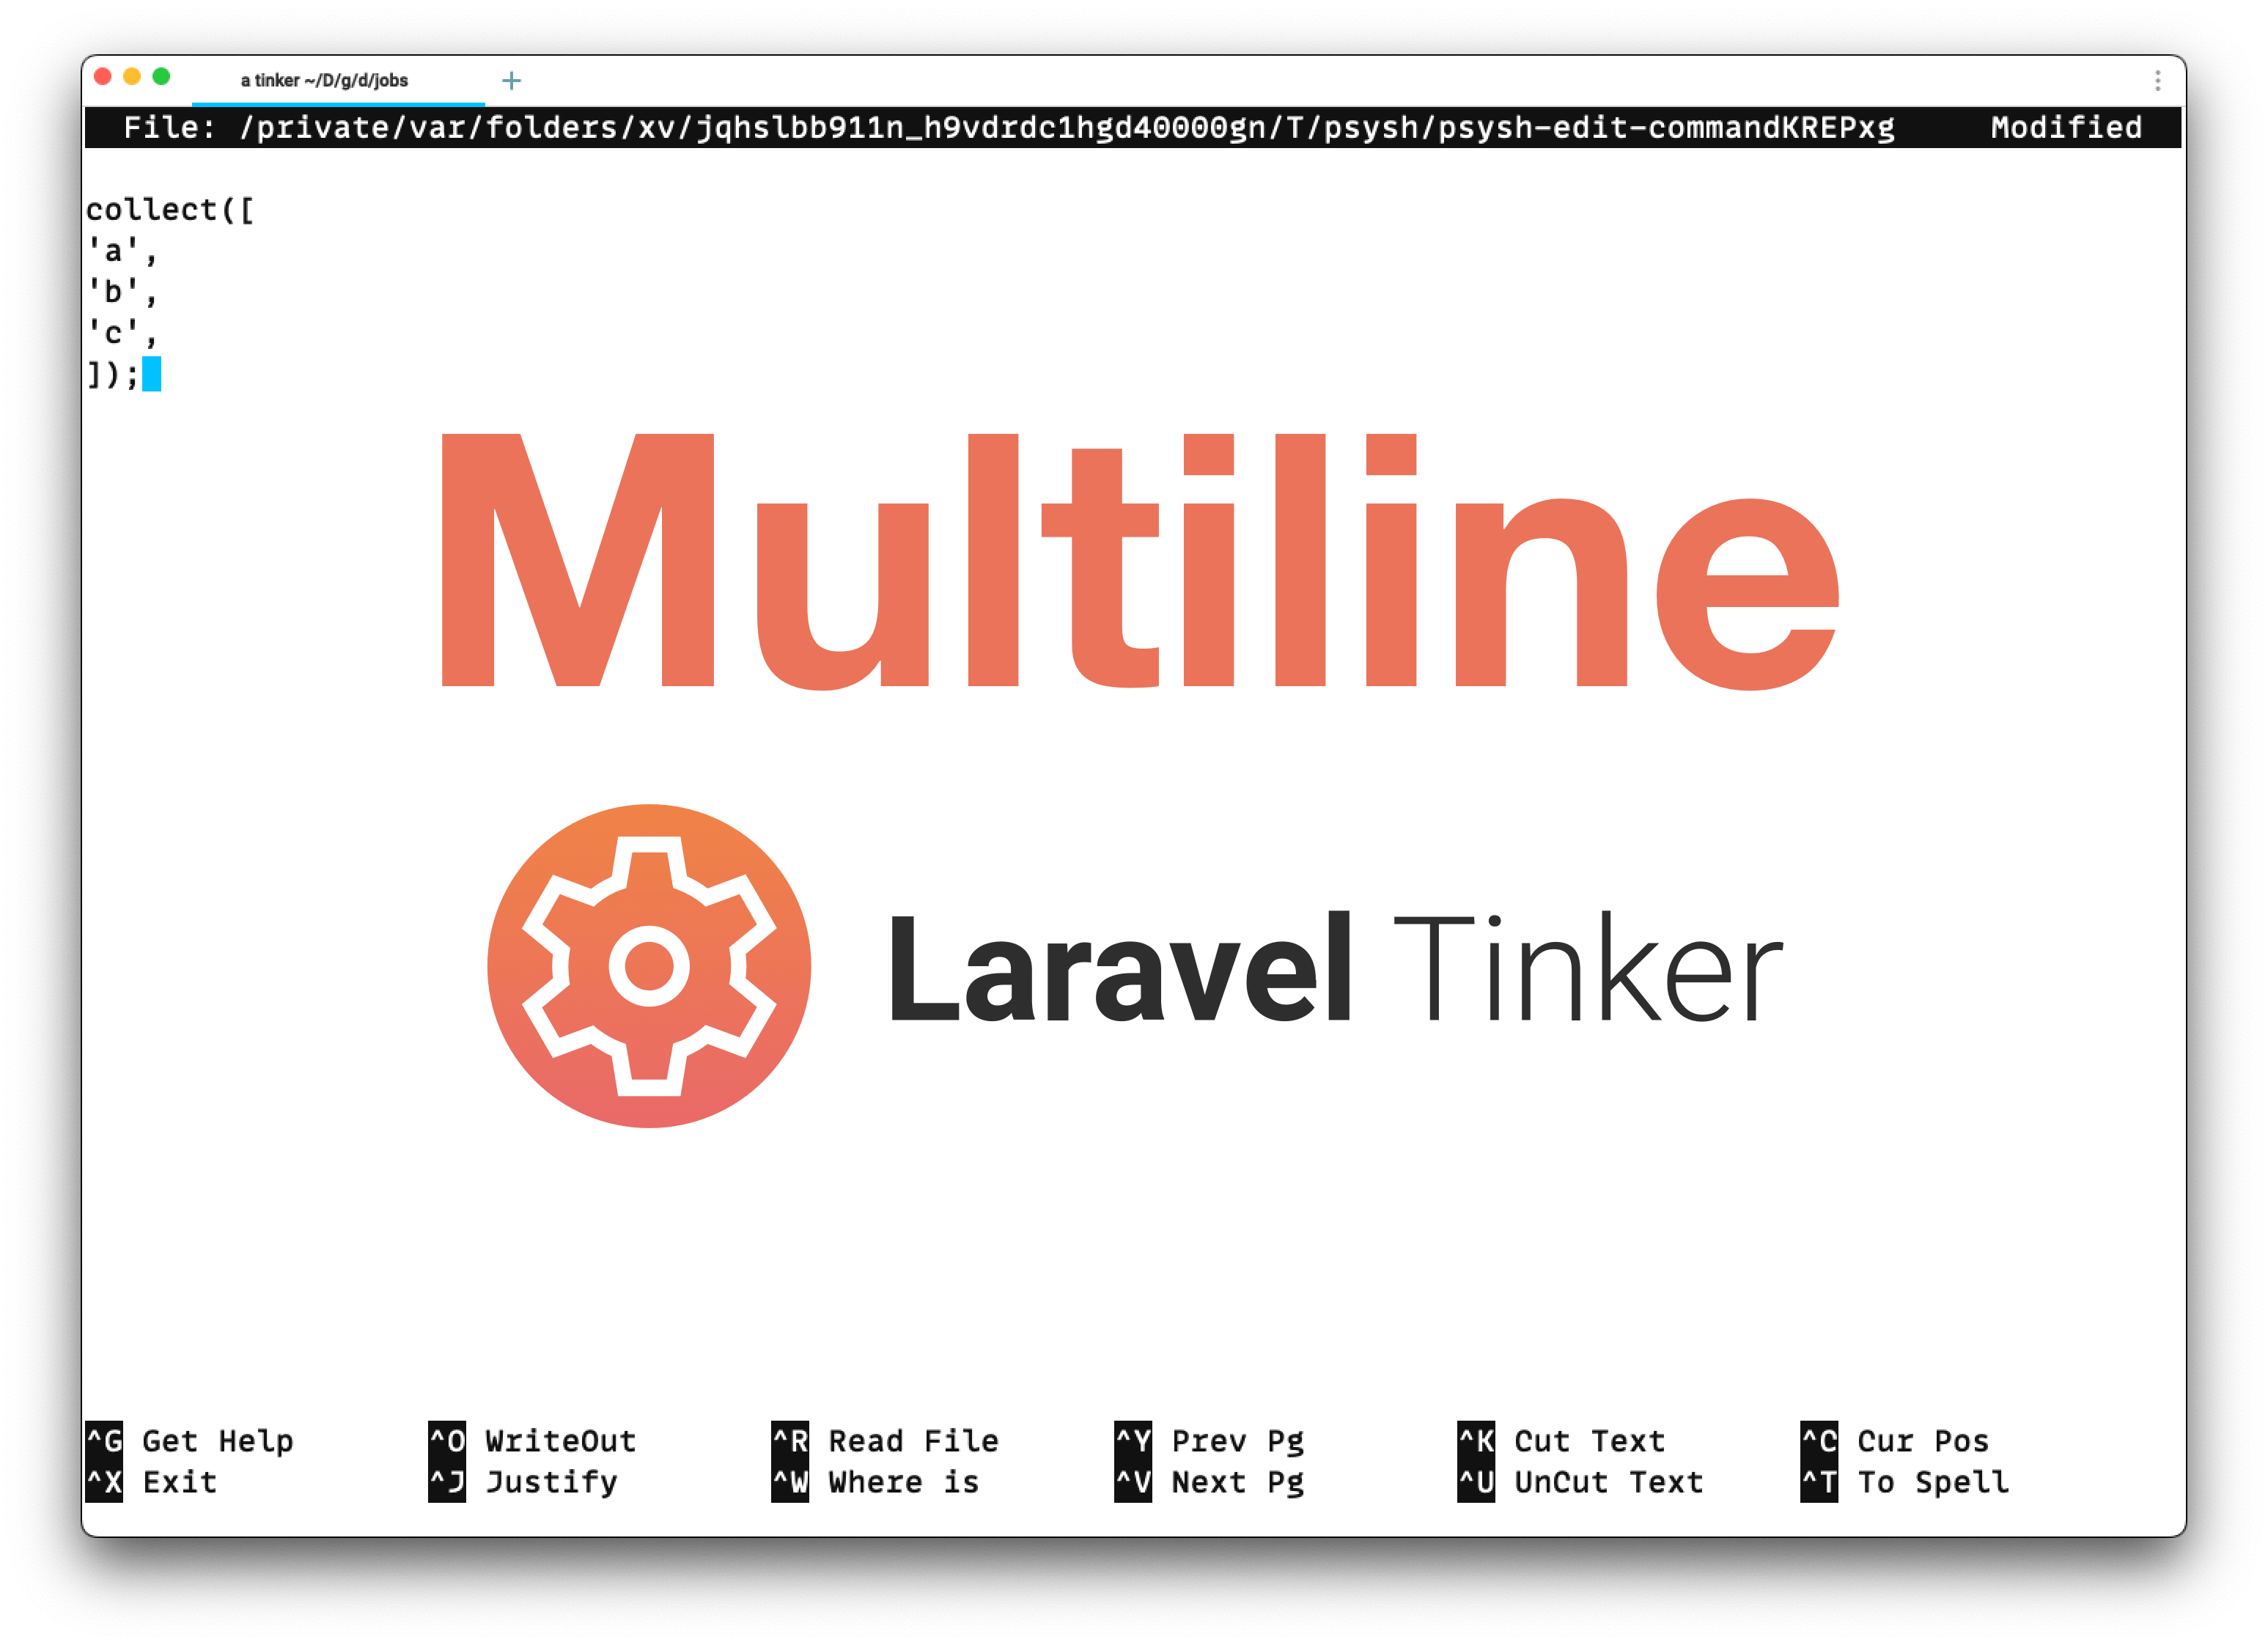 a tinker ~/D/g/d/jobs +
File: /private/var/folders/xv/jqhslbb911n_h9vdrdc1hgd40000gn/T/psysh/psysh-edit-commandKREPxg Modified
collect([
'a',
'b',
'c',
]);
Multiline
Laravel Tinker
^G Get Help ^O WriteOut ^R Read File ^Y Prev Pg ^K Cut Text ^C Cur Pos
^X Exit ^J Justify ^W Where is ^V Next Pg ^U UnCut Text ^T To Spell